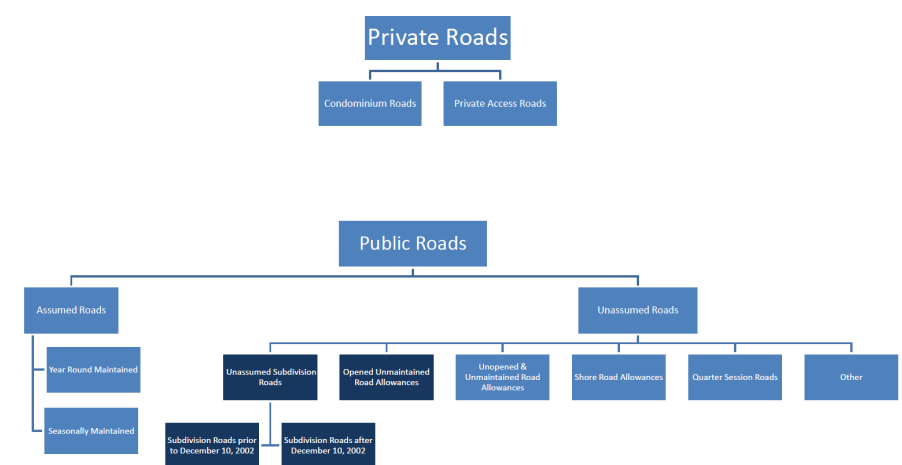 Private Roads
Condominium Roads
Private Access Roads
Public Roads
Assumed Roads
Unassumed Roads
Year Round Maintained
Seasonally Maintained
Unassumed Subdivision
Roads
Opened Unmaintained
Road Allowances
Unopened &
Unmaintained Road
Allowances
Shore Road Allowances
Quarter Session Roads
Other
Subdivision Roads prior
to December 10, 2002
Subdivision Roads after
December 10, 2002